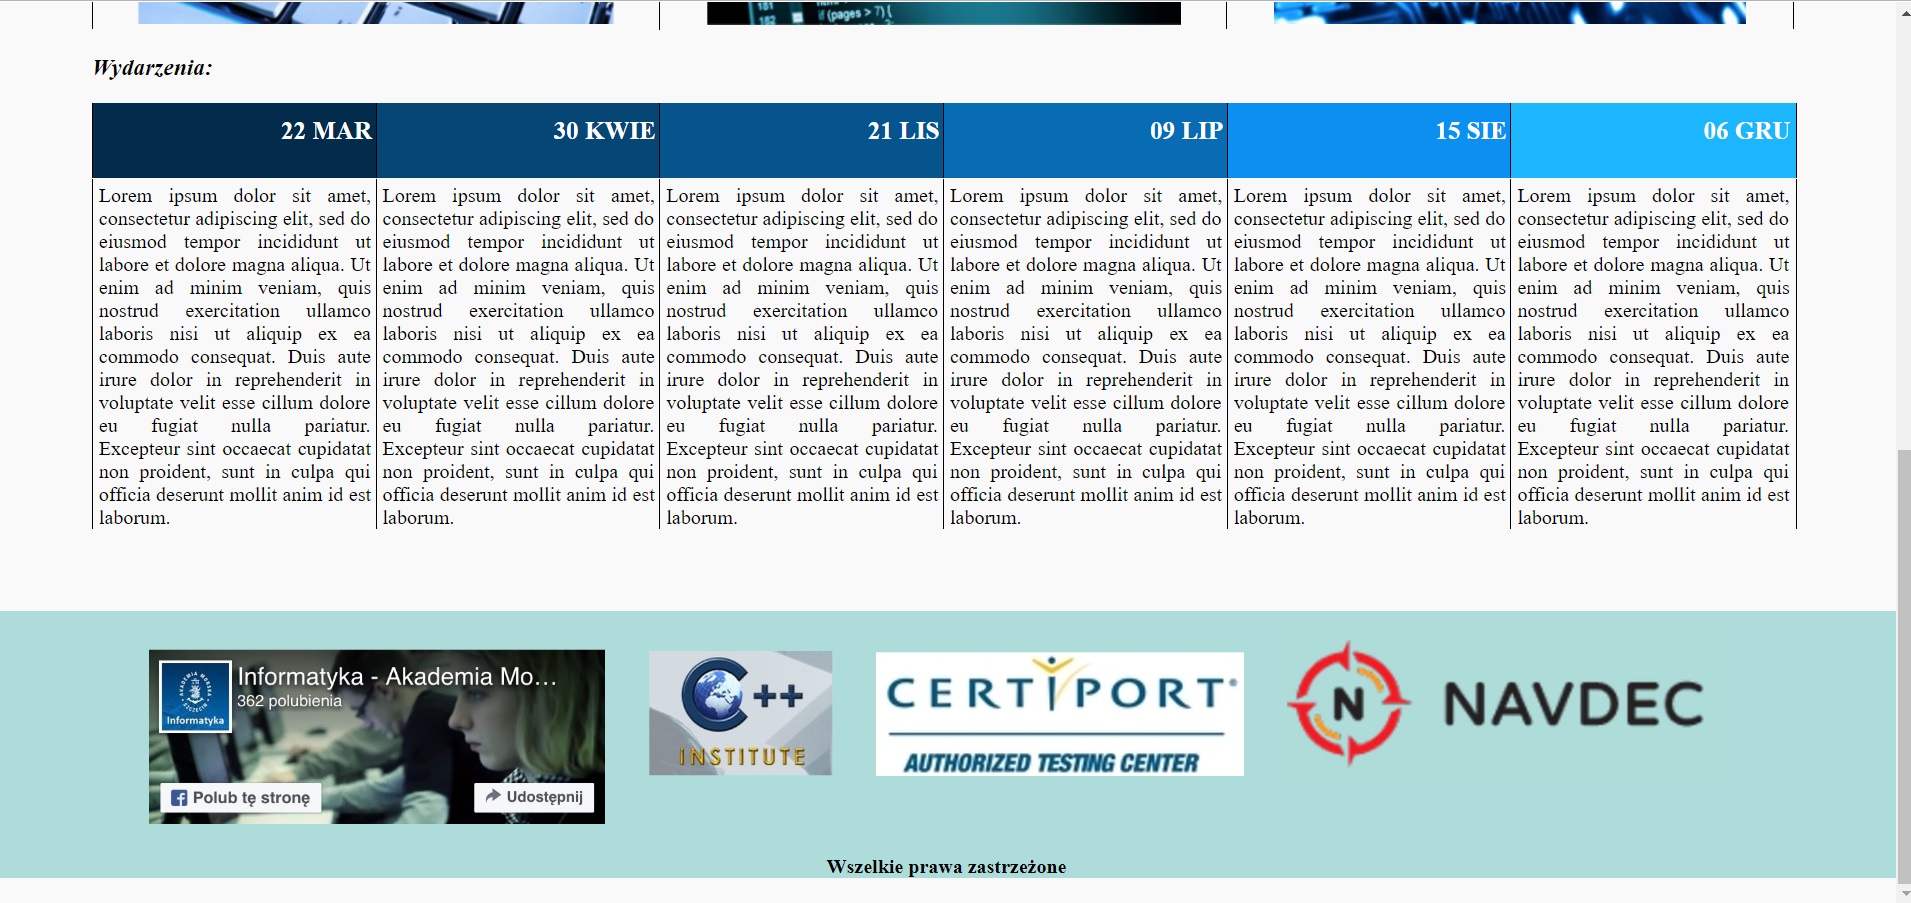 181
182 if (pages > 7) {
Wydarzenia:
22 MAR
30 KWIE
21 LIS
09 LIP
15 SIE
06 GRU
Lorem ipsum dolor sit amet,
consectetur adipiscing elit, sed do
eiusmod tempor incididunt ut
labore et dolore magna aliqua. Ut
enim ad minim veniam, quis
nostrud exercitation ullamco
laboris nisi ut aliquip ex ea
commodo consequat. Duis aute
irure dolor in reprehenderit in
voluptate velit esse cillum dolore
eu fugiat nulla pariatur.
Excepteur sint occaecat cupidatat
non proident, sunt in culpa qui
officia deserunt mollit anim id est
laborum.
Lorem ipsum dolor sit amet,
consectetur adipiscing elit, sed do
eiusmod tempor incididunt ut
labore et dolore magna aliqua. Ut
enim ad minim veniam, quis
nostrud exercitation ullamco
laboris nisi ut aliquip ex ea
commodo consequat. Duis aute
irure dolor in reprehenderit in
voluptate velit esse cillum dolore
eu fugiat nulla pariatur.
Excepteur sint occaecat cupidatat
non proident, sunt in culpa qui
officia deserunt mollit anim id est
laborum.
Lorem ipsum dolor sit amet,
consectetur adipiscing elit, sed do
eiusmod tempor incididunt ut
labore et dolore magna aliqua. Ut
enim ad minim veniam, quis
nostrud exercitation ullamco
laboris nisi ut aliquip ex ea
commodo consequat. Duis aute
irure dolor in reprehenderit in
voluptate velit esse cillum dolore
eu fugiat nulla pariatur.
Excepteur sint occaecat cupidatat
non proident, sunt in culpa qui
officia deserunt mollit anim id est
laborum.
Lorem ipsum dolor sit amet,
consectetur adipiscing elit, sed do
eiusmod tempor incididunt ut
labore et dolore magna aliqua. Ut
enim ad minim veniam, quis
nostrud exercitation ullamco
laboris nisi ut aliquip ex ea
commodo consequat. Duis aute
irure dolor in reprehenderit in
voluptate velit esse cillum dolore
eu fugiat nulla pariatur.
Excepteur sint occaecat cupidatat
non proident, sunt in culpa qui
officia deserunt mollit anim id est
laborum.
Lorem ipsum dolor sit amet,
consectetur adipiscing elit, sed do
eiusmod tempor incididunt ut
labore et dolore magna aliqua. Ut
enim ad minim veniam, quis
nostrud exercitation ullamco
laboris nisi ut aliquip ex ea
commodo consequat. Duis aute
irure dolor in reprehenderit in
voluptate velit esse cillum dolore
eu fugiat nulla pariatur.
Excepteur sint occaecat cupidatat
non proident, sunt in culpa qui
officia deserunt mollit anim id est
laborum.
Lorem ipsum dolor sit amet,
consectetur adipiscing elit, sed do
eiusmod tempor incididunt ut
labore et dolore magna aliqua. Ut
enim ad minim veniam, quis
nostrud exercitation ullamco
laboris nisi ut aliquip ex ea
commodo consequat. Duis aute
irure dolor in reprehenderit in
voluptate velit esse cillum dolore
eu fugiat nulla pariatur.
Excepteur sint occaecat cupidatat
non proident, sunt in culpa qui
officia deserunt mollit anim id est
laborum.
Informatyka - Akademia Mo...
362 polubienia
AKADEMIA MORSKA
SZCZECIN
Informatyka
Polub tę stronę
Udostępnij
C++
INSTITUTE
CERTIPORT®
AUTHORIZED TESTING CENTER
N NAVDEC
Wszelkie prawa zastrzeżone